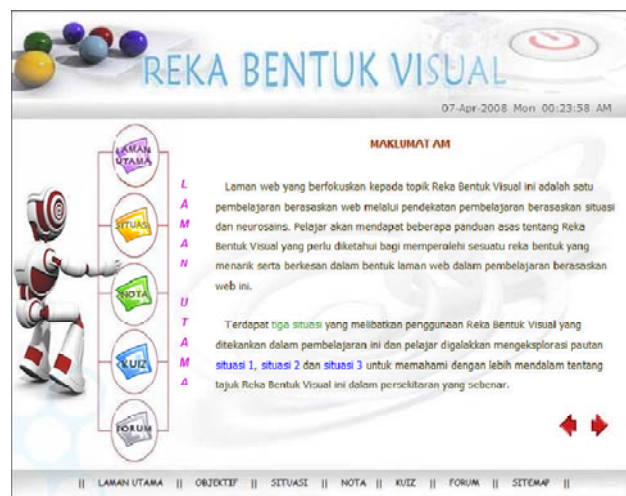 REKA BENTUK VISUAL
07-Apr-2008 Mon 00:23:58 AM
LAMAN
UTAMA
SITUASI
NOTA
KUIZ
FORUM
LAMAN UTAMA
MAKLUMAT AM
Laman web yang berfokuskan kepada topik Reka Bentuk Visual ini adalah satu
pembelajaran berasaskan web melalui pendekatan pembelajaran berasaskan situasi
dan neurosains. Pelajar akan mendapat beberapa panduan asas tentang Reka
Bentuk Visual yang perlu diketahui bagi memperolehi sesuatu reka bentuk yang
menarik serta berkesan dalam bentuk laman web dalam pembelajaran berasaskan
web ini.
Terdapat tiga situasi yang melibatkan penggunaan Reka Bentuk Visual yang
ditekankan dalam pembelajaran ini dan pelajar digalakkan mengeksplorasi pautan
situasi 1, situasi 2 dan situasi 3 untuk memahami dengan lebih mendalam tentang
tajuk Reka Bentuk Visual ini dalam persekitaran yang sebenar.
|| LAMAN UTAMA || OBJEKTIF || SITUASI || NOTA || KUIZ || FORUM || SITEMAP ||